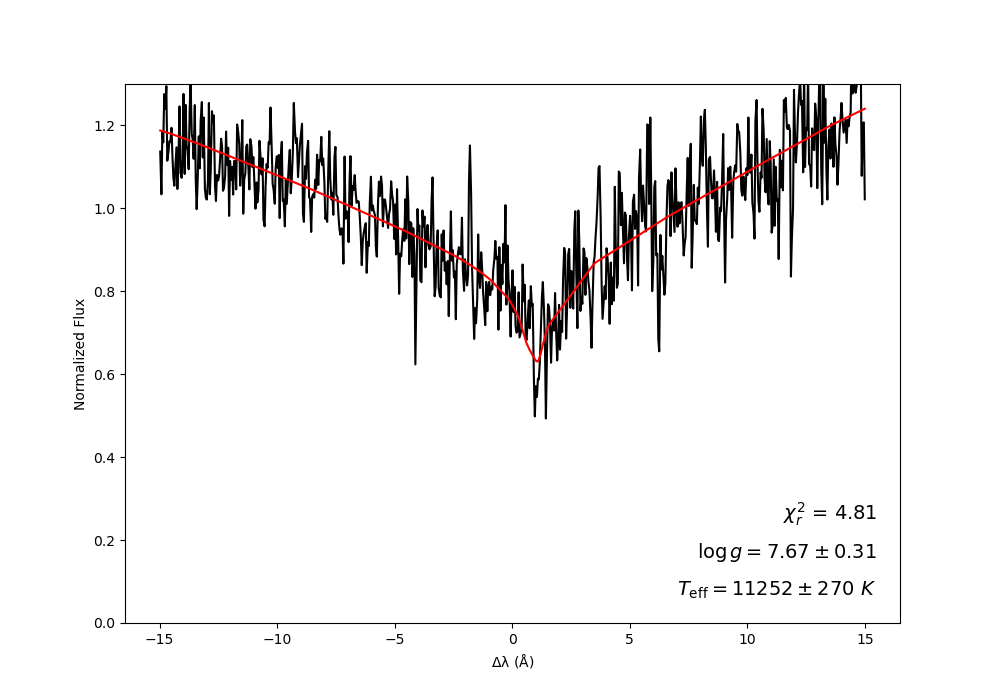 1.2
1.0
0.8
0.6
0.4
0.2
0.0
Normalized Flux
χ²ᵣ = 4.81
log g = 7.67 ± 0.31
T_eff = 11252 ± 270 K
−15 −10 −5 0 5 10 15
Δλ (Å)